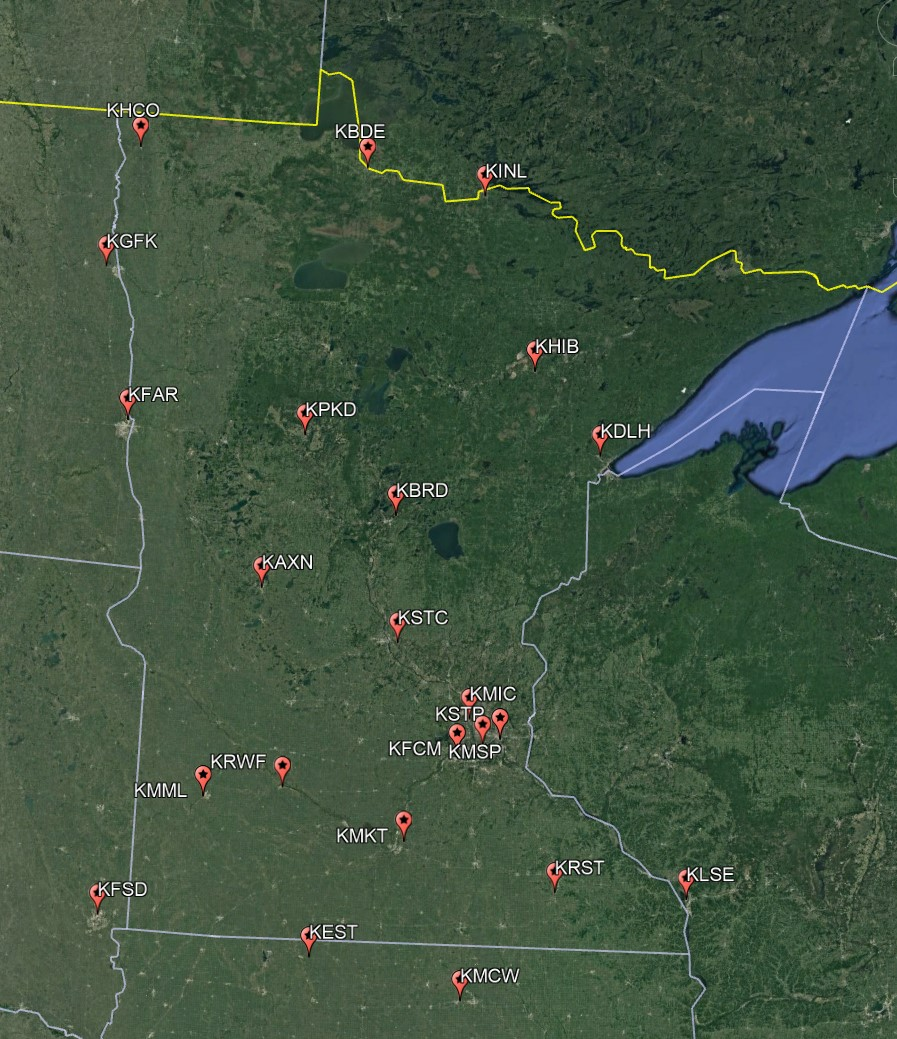 KHCO
KBDE
KINL
KGFK
KHIB
KFAR
KPKD
KDLH
KBRD
KAXN
KSTC
KMIC
KSTP
KFCM
KMSP
KRWF
KMML
KMKT
KRST
KLSE
KFSD
KEST
KMCW